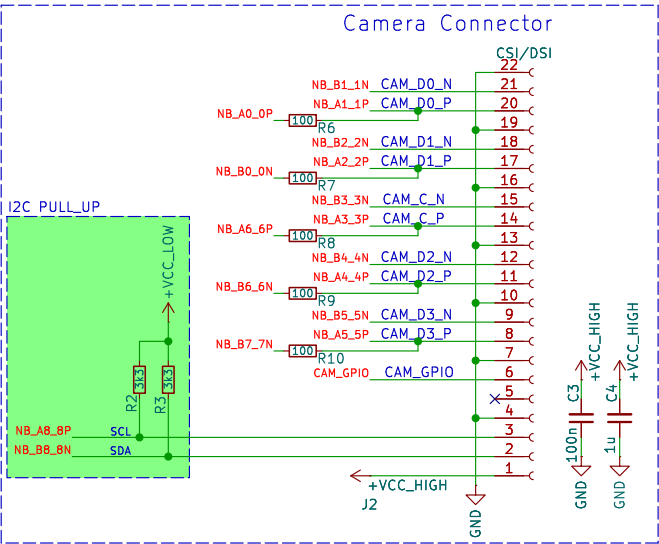 Camera Connector
CSI/DSI
22
NB_B1_1N CAM_D0_N 21
NB_A1_1P CAM_D0_P 20
NB_A0_0P 100 R6
19
NB_B2_2N CAM_D1_N 18
NB_A2_2P CAM_D1_P 17
NB_B0_0N 100 R7
16
NB_B3_3N CAM_C_N 15
NB_A3_3P CAM_C_P 14
NB_A6_6P 100 R8
13
NB_B4_4N CAM_D2_N 12
NB_A4_4P CAM_D2_P 11
NB_B6_6N 100 R9
10
NB_B5_5N CAM_D3_N 9
NB_A5_5P CAM_D3_P 8
NB_B7_7N 100 R10
7
CAM_GPIO CAM_GPIO 6
5
4
3
2
1
+VCC_HIGH
J2
GND
I2C PULL_UP
+VCC_LOW
R2 3k3
R3 3k3
NB_A8_8P SCL
NB_B8_8N SDA
+VCC_HIGH
C3
100n
GND
+VCC_HIGH
C4
1u
GND